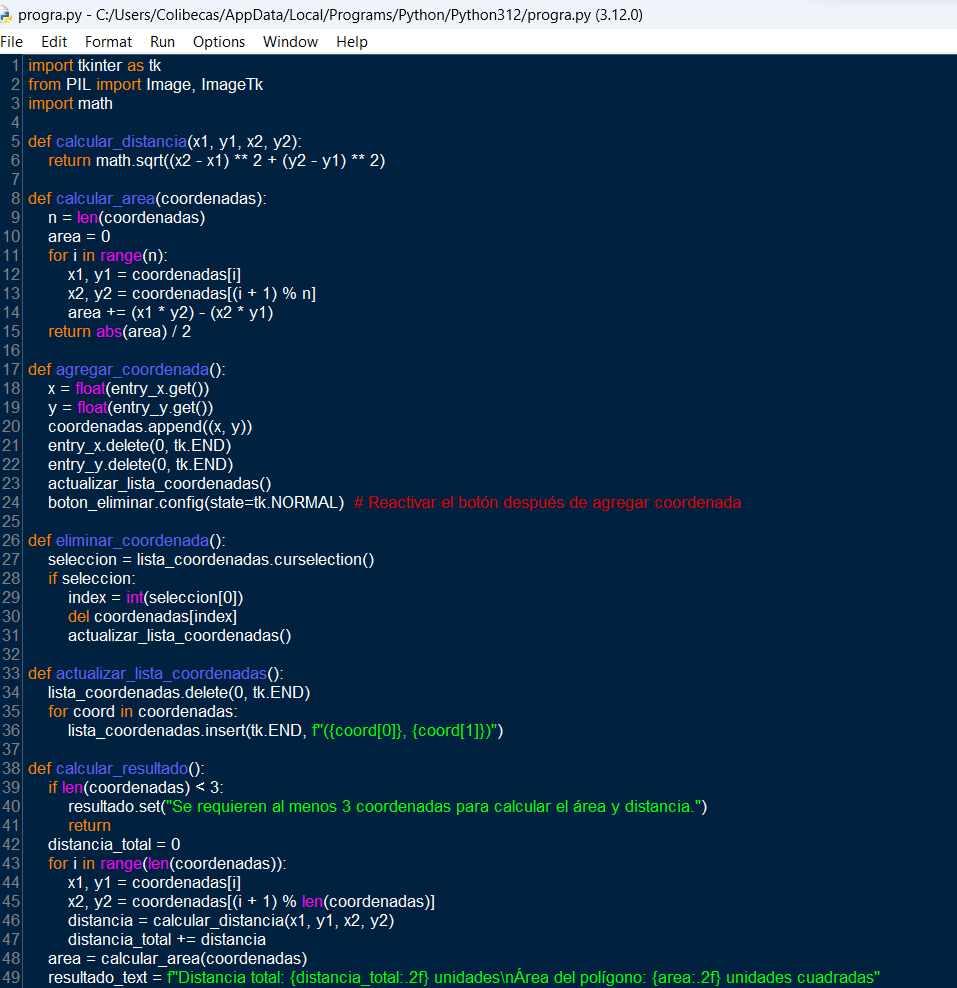 progra.py - C:/Users/Colibecas/AppData/Local/Programs/Python/Python312/progra.py (3.12.0)
File Edit Format Run Options Window Help
1 import tkinter as tk
2 from PIL import Image, ImageTk
3 import math
4
5 def calcular_distancia(x1, y1, x2, y2):
6     return math.sqrt((x2 - x1) ** 2 + (y2 - y1) ** 2)
7
8 def calcular_area(coordenadas):
9     n = len(coordenadas)
10     area = 0
11     for i in range(n):
12         x1, y1 = coordenadas[i]
13         x2, y2 = coordenadas[(i + 1) % n]
14         area += (x1 * y2) - (x2 * y1)
15     return abs(area) / 2
16
17 def agregar_coordenada():
18     x = float(entry_x.get())
19     y = float(entry_y.get())
20     coordenadas.append((x, y))
21     entry_x.delete(0, tk.END)
22     entry_y.delete(0, tk.END)
23     actualizar_lista_coordenadas()
24     boton_eliminar.config(state=tk.NORMAL)  # Reactivar el botón después de agregar coordenada
25
26 def eliminar_coordenada():
27     seleccion = lista_coordenadas.curselection()
28     if seleccion:
29         index = int(seleccion[0])
30         del coordenadas[index]
31         actualizar_lista_coordenadas()
32
33 def actualizar_lista_coordenadas():
34     lista_coordenadas.delete(0, tk.END)
35     for coord in coordenadas:
36         lista_coordenadas.insert(tk.END, f"({coord[0]}, {coord[1]})")
37
38 def calcular_resultado():
39     if len(coordenadas) < 3:
40         resultado.set("Se requieren al menos 3 coordenadas para calcular el área y distancia.")
41         return
42     distancia_total = 0
43     for i in range(len(coordenadas)):
44         x1, y1 = coordenadas[i]
45         x2, y2 = coordenadas[(i + 1) % len(coordenadas)]
46         distancia = calcular_distancia(x1, y1, x2, y2)
47         distancia_total += distancia
48     area = calcular_area(coordenadas)
49     resultado_text = f"Distancia total: {distancia_total:.2f} unidades\nÁrea del polígono: {area:.2f} unidades cuadradas"